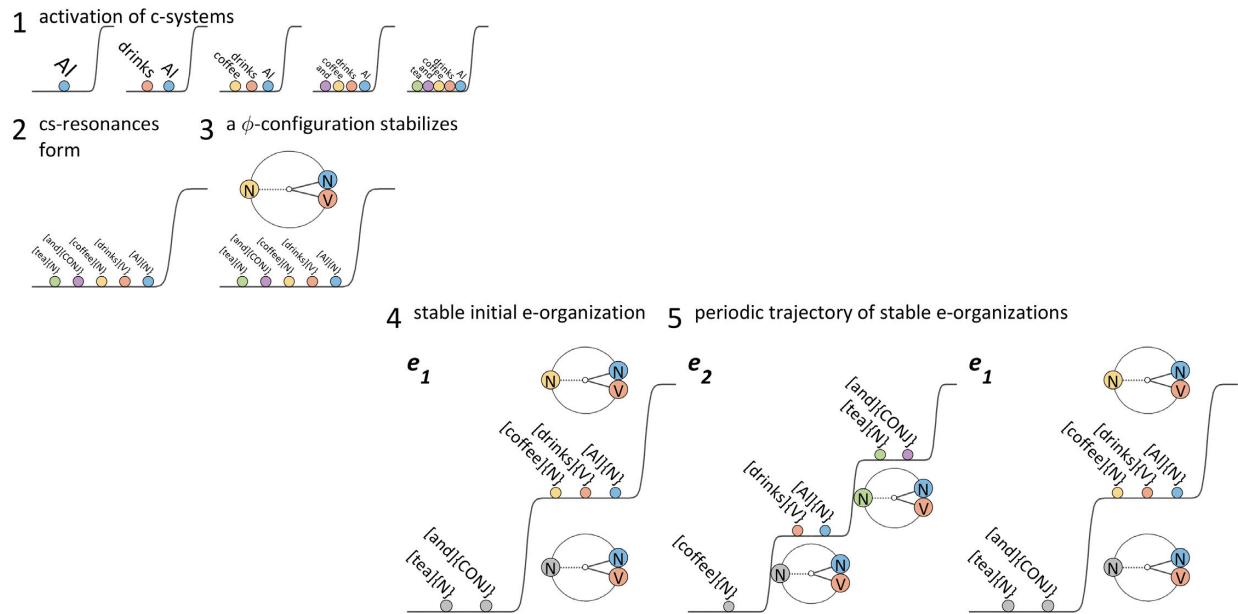 1 activation of c-systems
Al
drinks Al
coffee drinks Al
and coffee drinks Al
tea and coffee drinks Al
2 cs-resonances
form
3 a ϕ-configuration stabilizes
N N
V
[tea]{N} [and]{CONJ} [coffee]{N} [drinks]{V} [Al]{N}
[tea]{N} [and]{CONJ} [coffee]{N} [drinks]{V} [Al]{N}
4 stable initial e-organization
5 periodic trajectory of stable e-organizations
e1
N N
V
[coffee]{N} [drinks]{V} [Al]{N}
[tea]{N} [and]{CONJ}
N N
V
e2
[tea]{N} [and]{CONJ}
N N
V
[drinks]{V} [Al]{N}
[coffee]{N}
N N
V
e1
N N
V
[coffee]{N} [drinks]{V} [Al]{N}
[tea]{N} [and]{CONJ}
N N
V